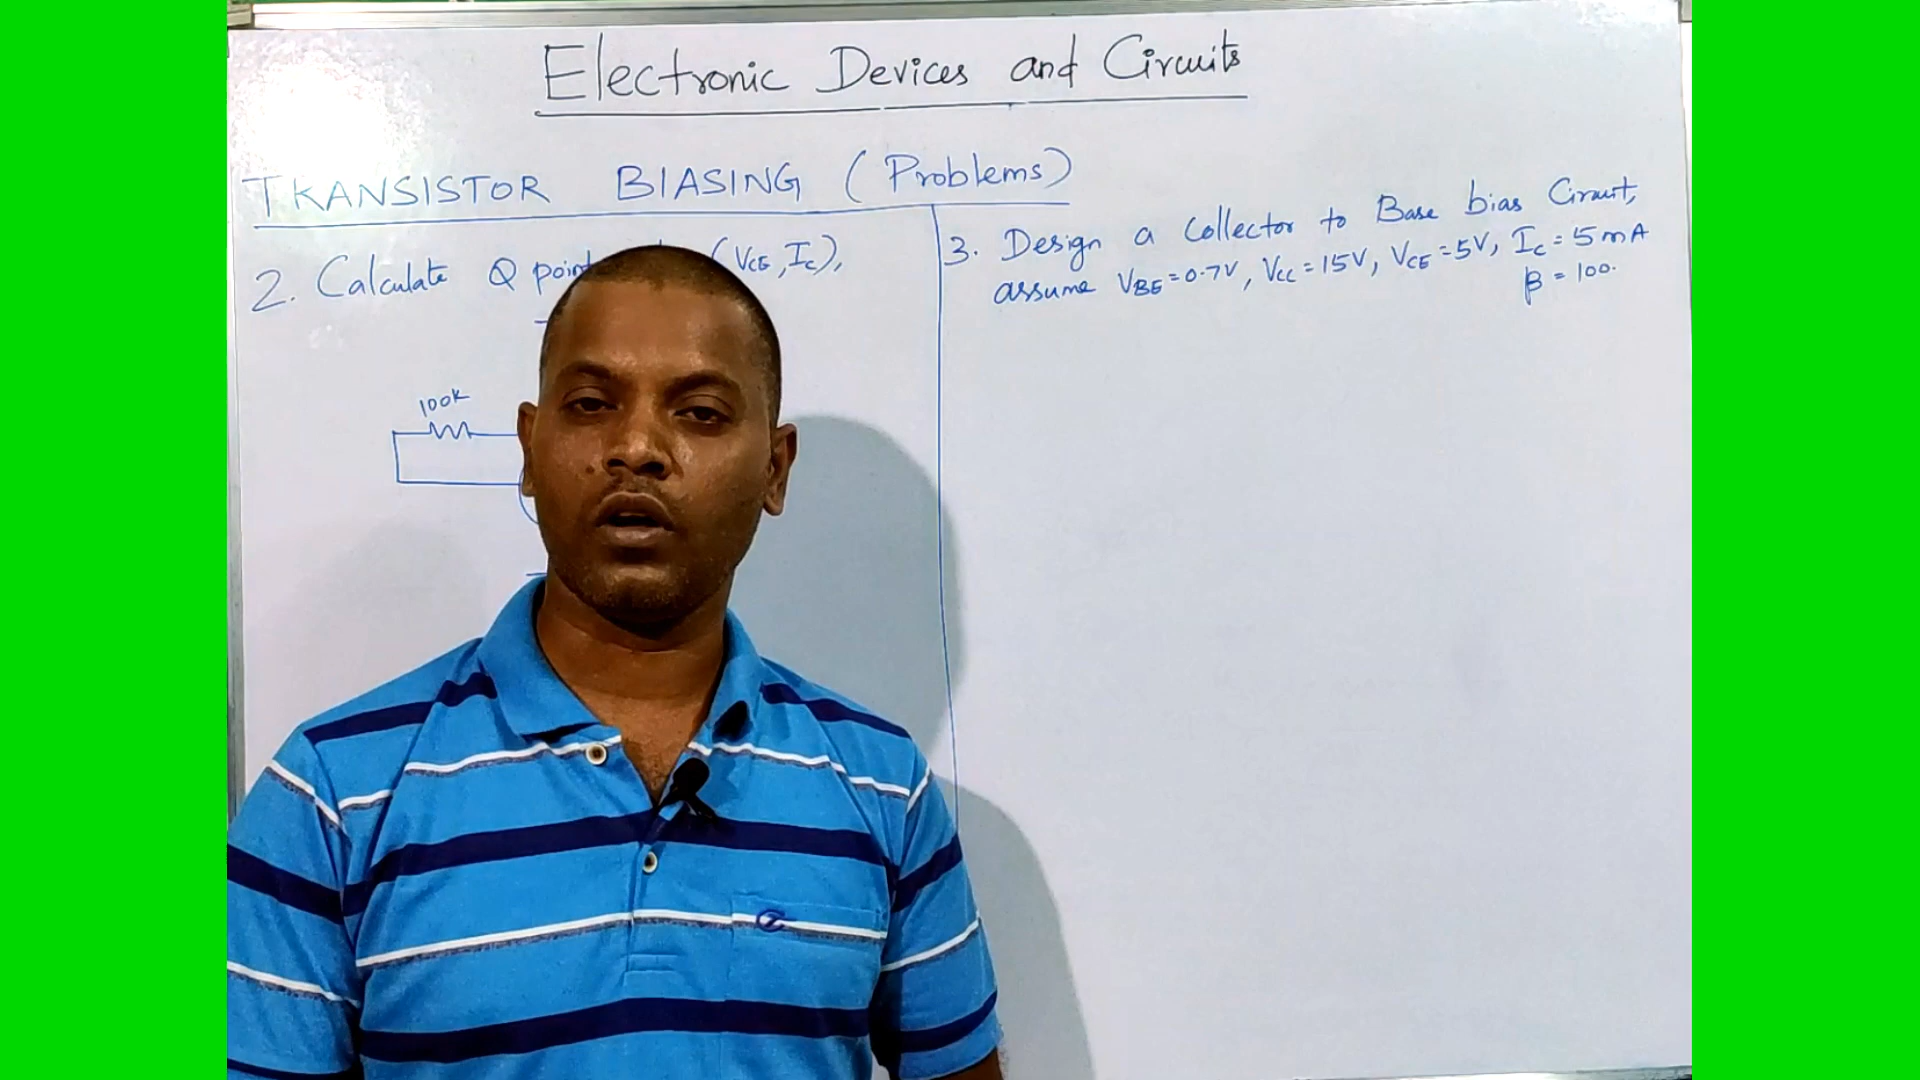 Electronic Devices and Circuits
TRANSISTOR BIASING (Problems)
2. Calculate Q point (VCE, IC),
100K
3. Design a Collector to Base bias Circuit,
assume VBE = 0.7V, VCC = 15V, VCE = 5V, IC = 5mA
β = 100.